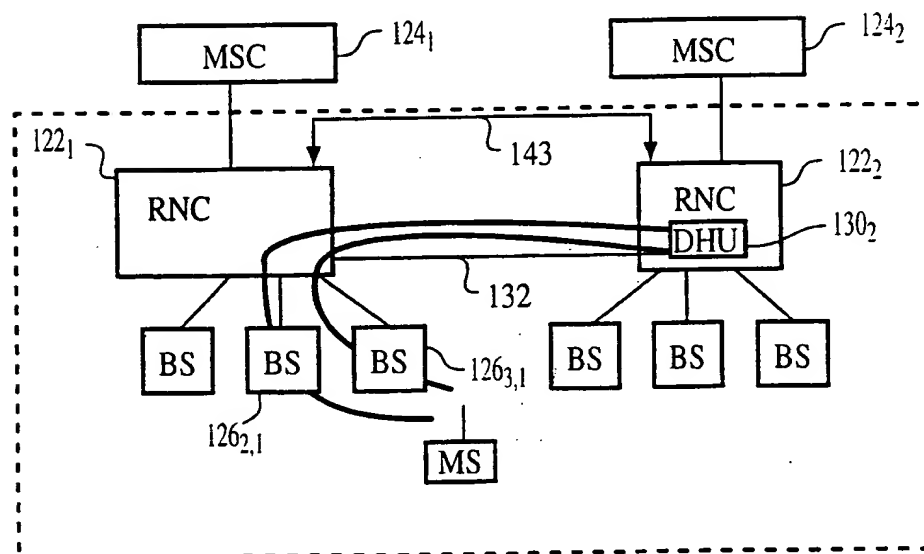 MSC
124₁
MSC
124₂
122₁
143
122₂
RNC
RNC
DHU
130₂
132
BS
BS
BS
126₃,₁
BS
BS
BS
126₂,₁
MS